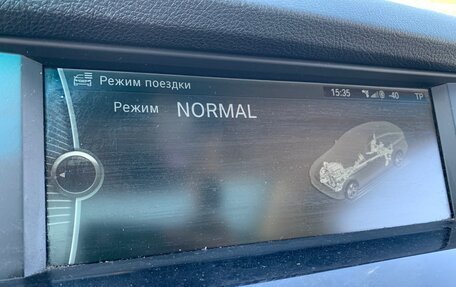 Режим поездки
15:35 -40 TP
Режим NORMAL